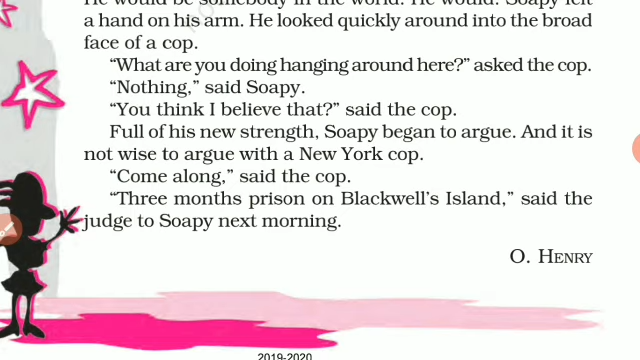 He would be somebody in the world. He would. Soapy felt
a hand on his arm. He looked quickly around into the broad
face of a cop.
“What are you doing hanging around here?” asked the cop.
“Nothing,” said Soapy.
“You think I believe that?” said the cop.
Full of his new strength, Soapy began to argue. And it is
not wise to argue with a New York cop.
“Come along,” said the cop.
“Three months prison on Blackwell’s Island,” said the
judge to Soapy next morning.
O. HENRY
2019-2020